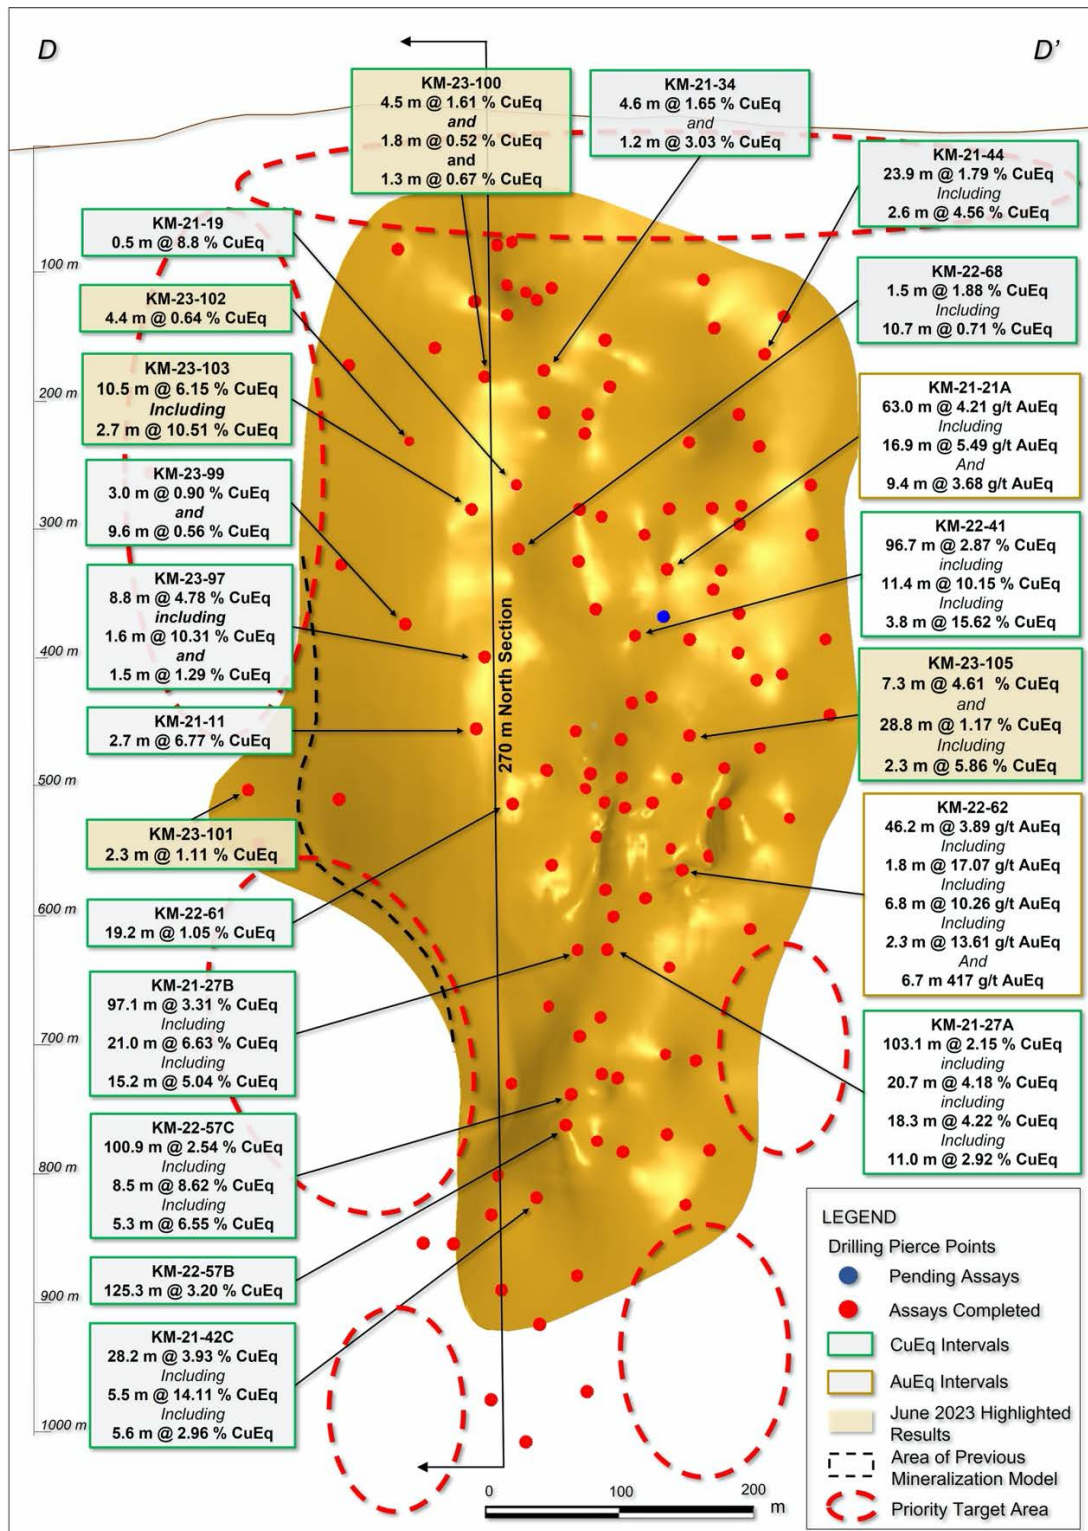 D
D’
KM-23-100
4.5 m @ 1.61 % CuEq
and
1.8 m @ 0.52 % CuEq
and
1.3 m @ 0.67 % CuEq
KM-21-34
4.6 m @ 1.65 % CuEq
and
1.2 m @ 3.03 % CuEq
KM-21-44
23.9 m @ 1.79 % CuEq
Including
2.6 m @ 4.56 % CuEq
KM-21-19
0.5 m @ 8.8 % CuEq
KM-23-102
4.4 m @ 0.64 % CuEq
KM-23-103
10.5 m @ 6.15 % CuEq
Including
2.7 m @ 10.51 % CuEq
KM-23-99
3.0 m @ 0.90 % CuEq
and
9.6 m @ 0.56 % CuEq
KM-23-97
8.8 m @ 4.78 % CuEq
including
1.6 m @ 10.31 % CuEq
and
1.5 m @ 1.29 % CuEq
KM-21-11
2.7 m @ 6.77 % CuEq
KM-23-101
2.3 m @ 1.11 % CuEq
KM-22-61
19.2 m @ 1.05 % CuEq
KM-21-27B
97.1 m @ 3.31 % CuEq
Including
21.0 m @ 6.63 % CuEq
Including
15.2 m @ 5.04 % CuEq
KM-22-57C
100.9 m @ 2.54 % CuEq
Including
8.5 m @ 8.62 % CuEq
Including
5.3 m @ 6.55 % CuEq
KM-22-57B
125.3 m @ 3.20 % CuEq
KM-21-42C
28.2 m @ 3.93 % CuEq
Including
5.5 m @ 14.11 % CuEq
Including
5.6 m @ 2.96 % CuEq
100 m
200 m
300 m
400 m
500 m
600 m
700 m
800 m
900 m
1000 m
270 m North Section
KM-22-68
1.5 m @ 1.88 % CuEq
Including
10.7 m @ 0.71 % CuEq
KM-21-21A
63.0 m @ 4.21 g/t AuEq
Including
16.9 m @ 5.49 g/t AuEq
And
9.4 m @ 3.68 g/t AuEq
KM-22-41
96.7 m @ 2.87 % CuEq
including
11.4 m @ 10.15 % CuEq
Including
3.8 m @ 15.62 % CuEq
KM-23-105
7.3 m @ 4.61 % CuEq
and
28.8 m @ 1.17 % CuEq
Including
2.3 m @ 5.86 % CuEq
KM-22-62
46.2 m @ 3.89 g/t AuEq
Including
1.8 m @ 17.07 g/t AuEq
Including
6.8 m @ 10.26 g/t AuEq
Including
2.3 m @ 13.61 g/t AuEq
And
6.7 m 417 g/t AuEq
KM-21-27A
103.1 m @ 2.15 % CuEq
including
20.7 m @ 4.18 % CuEq
including
18.3 m @ 4.22 % CuEq
Including
11.0 m @ 2.92 % CuEq
LEGEND
Drilling Pierce Points
Pending Assays
Assays Completed
CuEq Intervals
AuEq Intervals
June 2023 Highlighted
Results
Area of Previous
Mineralization Model
Priority Target Area
0
100
200
m